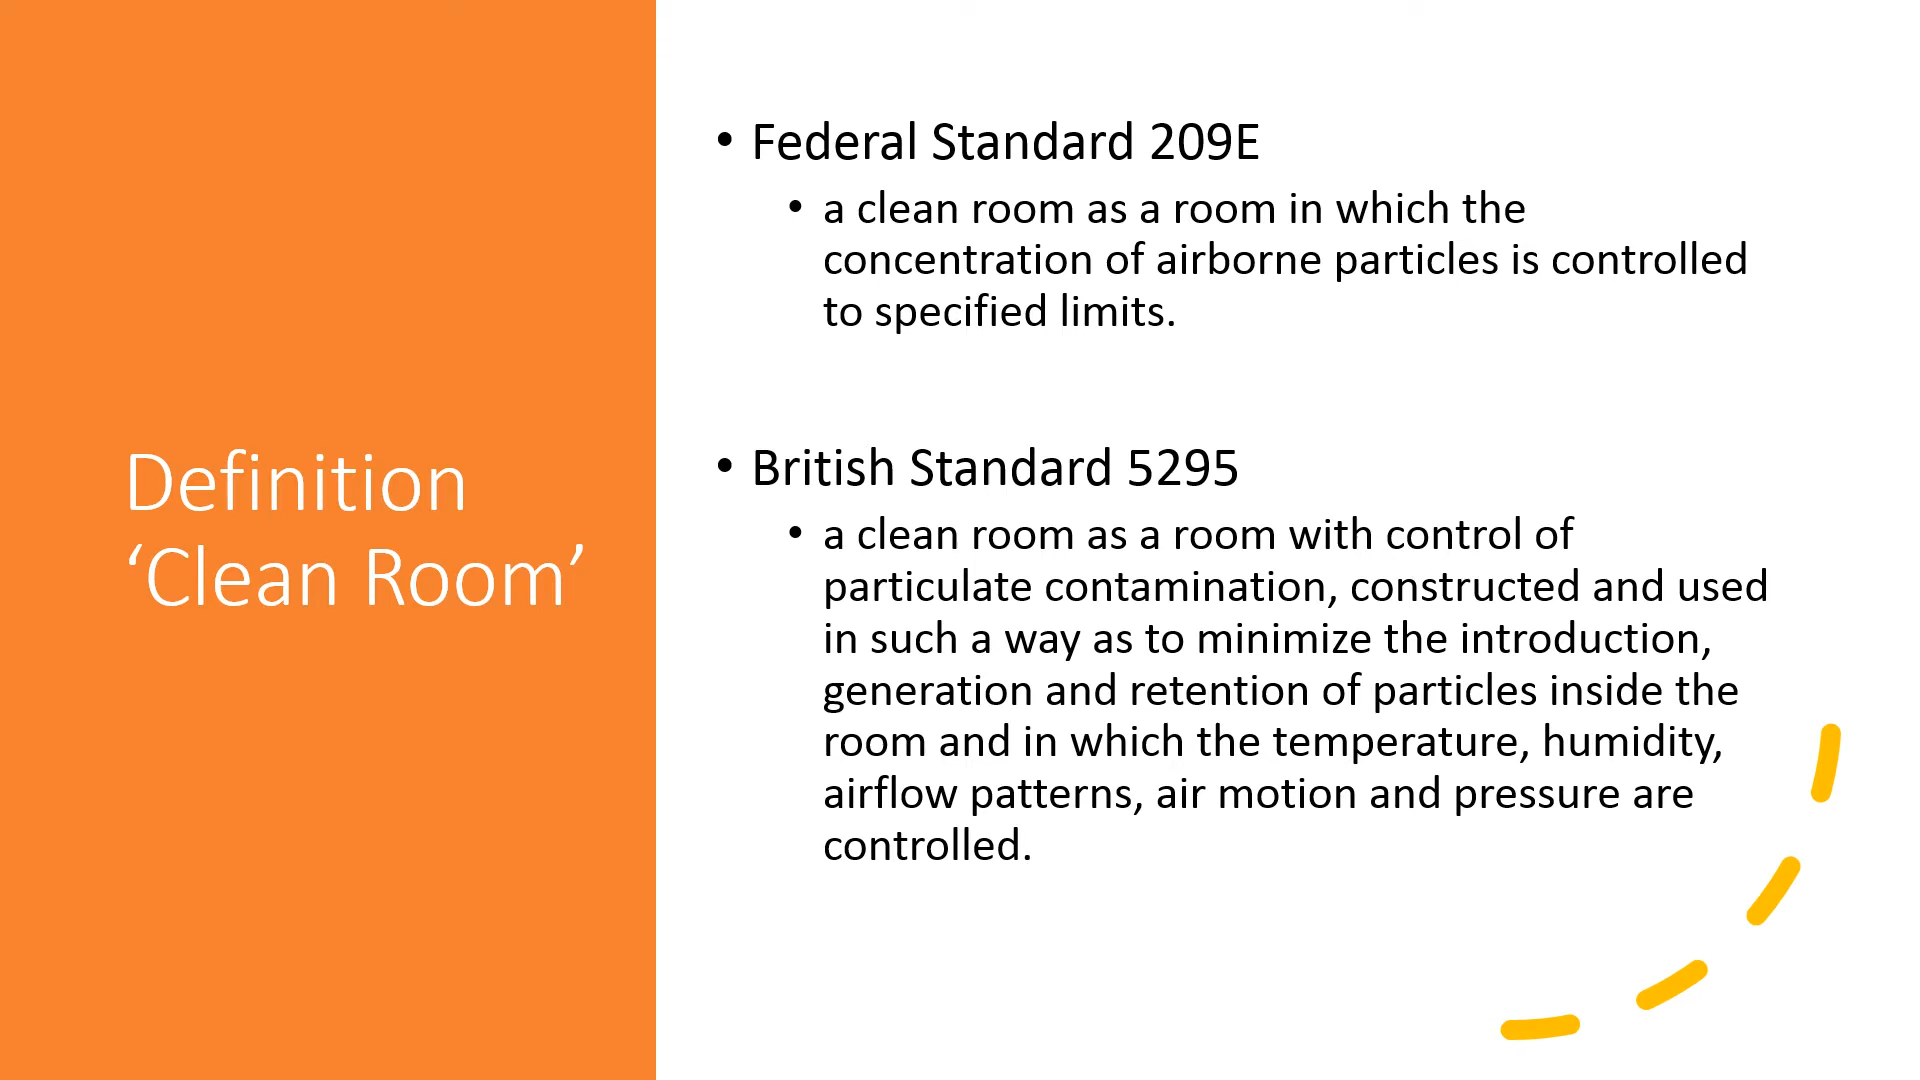 Definition
‘Clean Room’
• Federal Standard 209E
• a clean room as a room in which the
concentration of airborne particles is controlled
to specified limits.
• British Standard 5295
• a clean room as a room with control of
particulate contamination, constructed and used
in such a way as to minimize the introduction,
generation and retention of particles inside the
room and in which the temperature, humidity,
airflow patterns, air motion and pressure are
controlled.